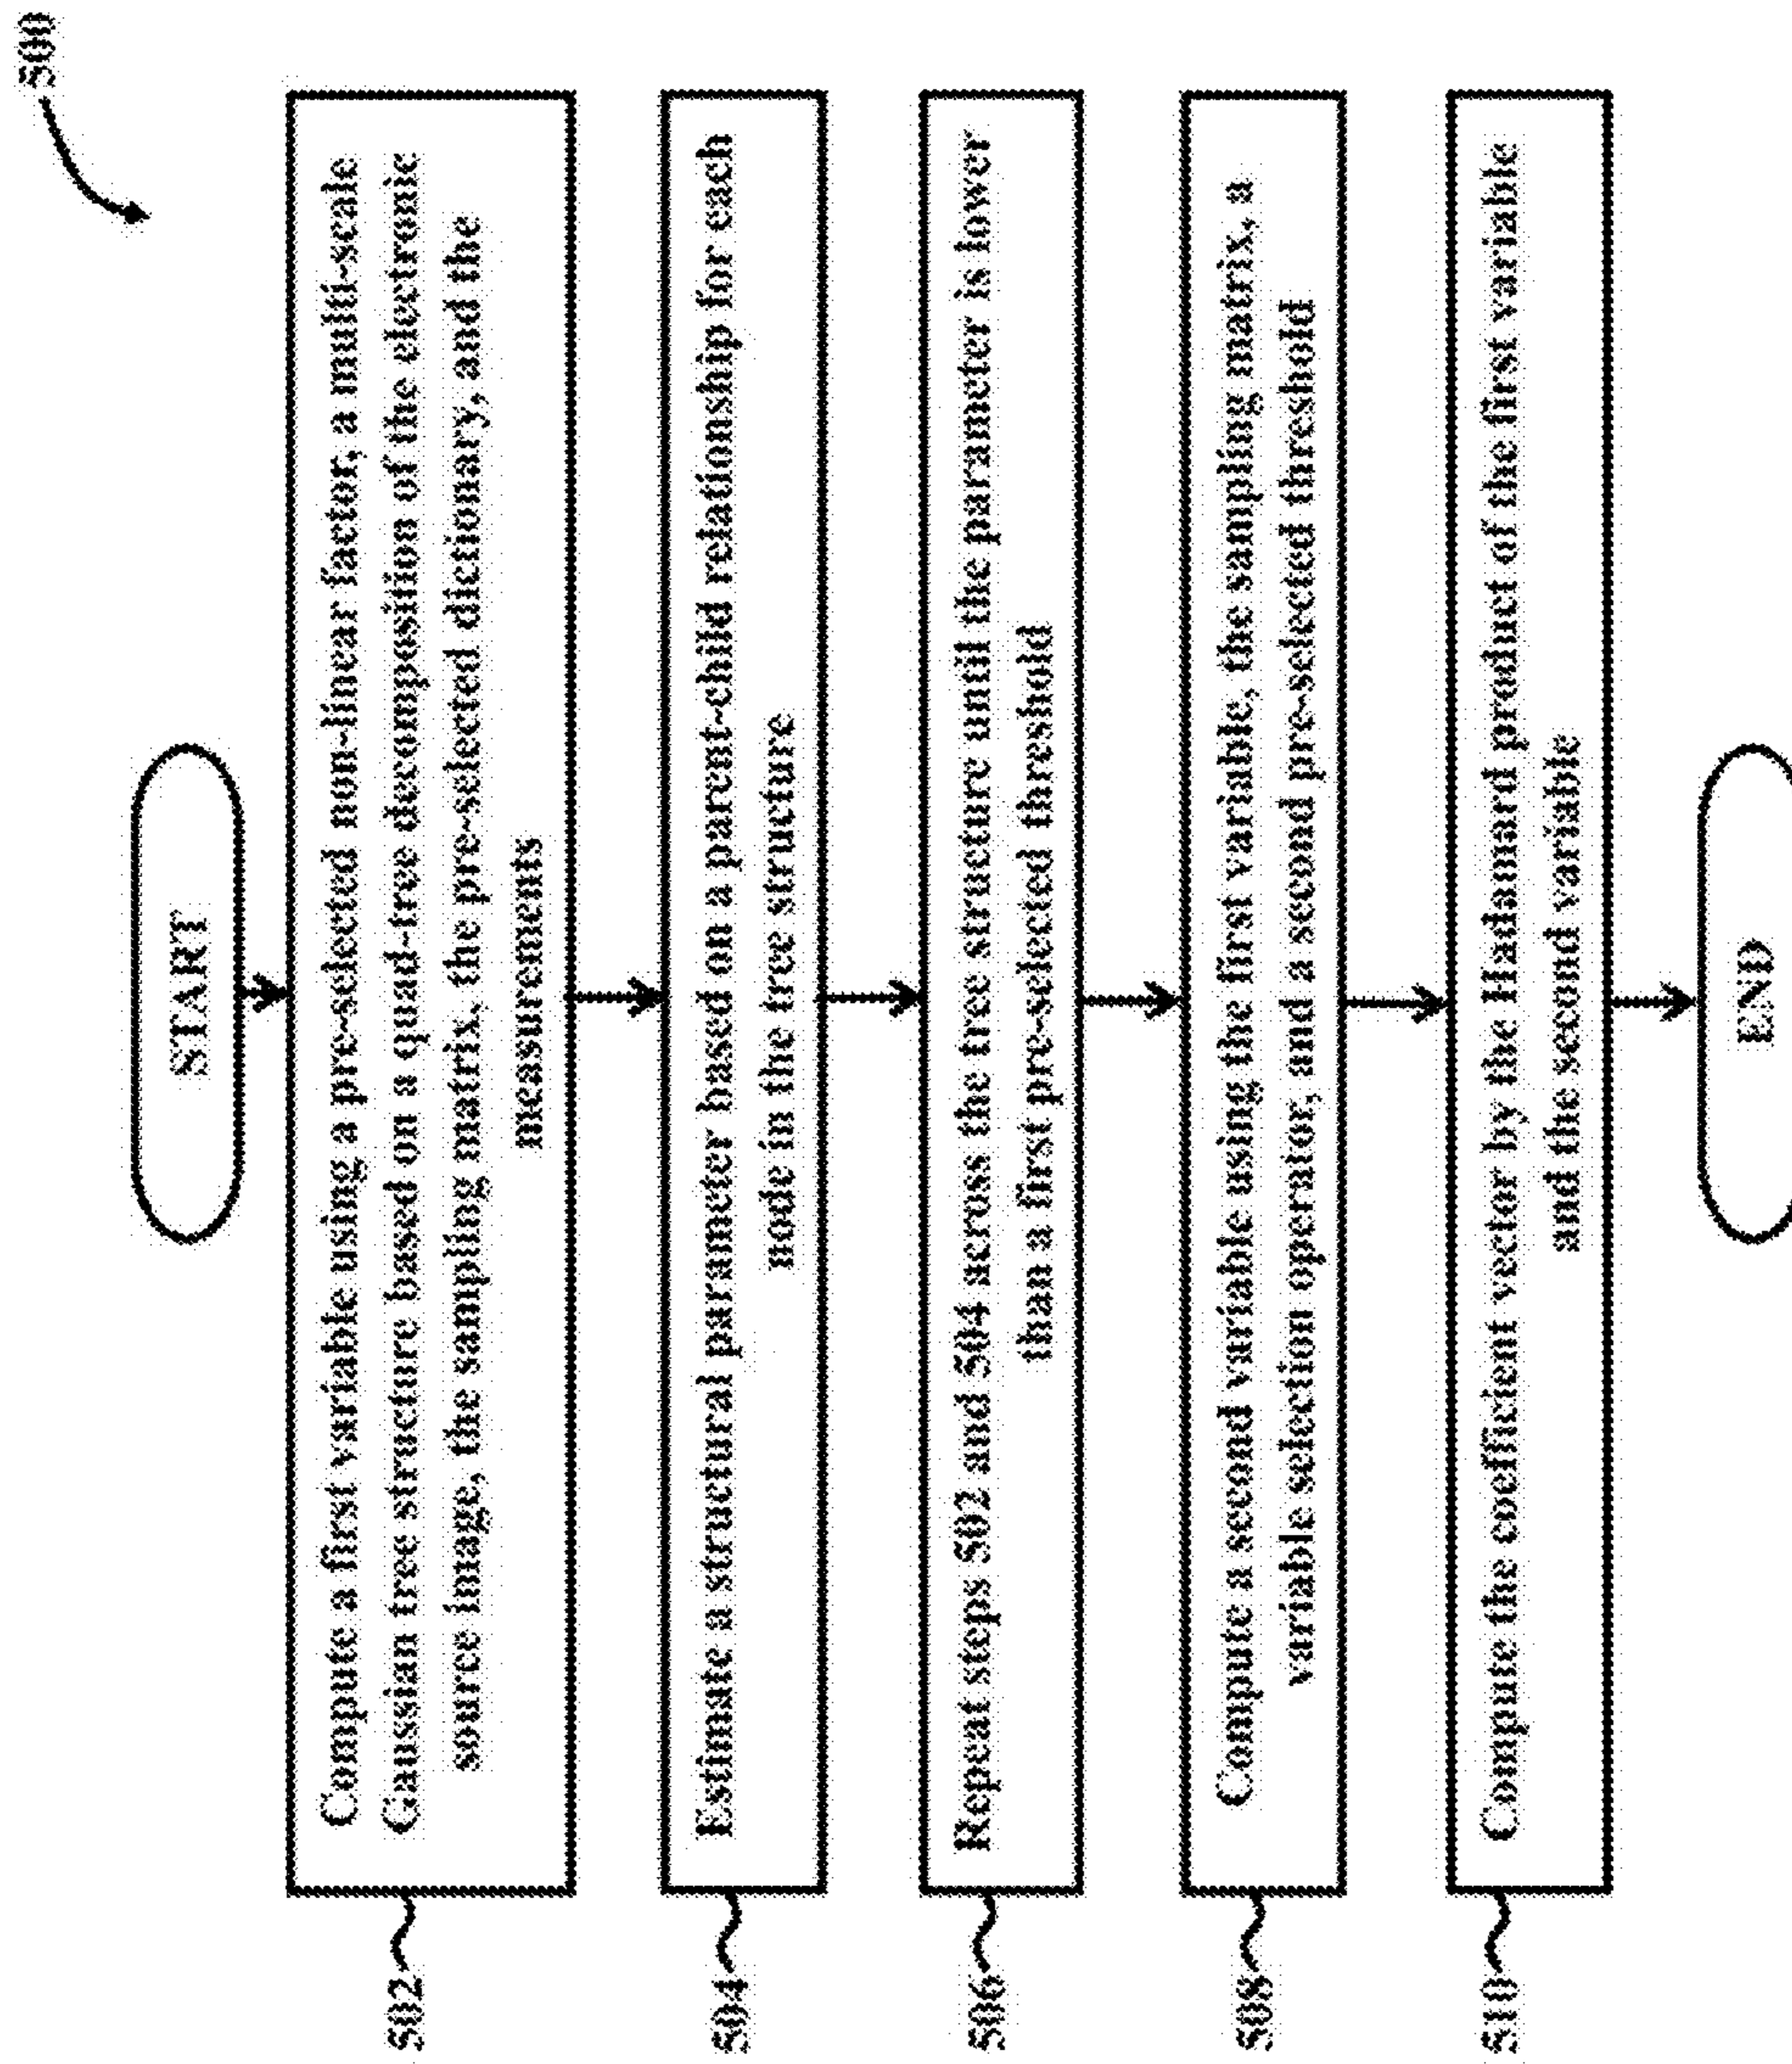 500
START
502
Compute a first variable using a pre-selected non-linear factor, a multi-scale
Gaussian tree structure based on a quad-tree decomposition of the electronic
source image, the sampling matrix, the pre-selected dictionary, and the
measurements
504
Estimate a structural parameter based on a parent-child relationship for each
node in the tree structure
506
Repeat steps 502 and 504 across the tree structure until the parameter is lower
than a first pre-selected threshold
508
Compute a second variable using the first variable, the sampling matrix, a
variable selection operator, and a second pre-selected threshold
510
Compute the coefficient vector by the Hadamard product of the first variable
and the second variable
END